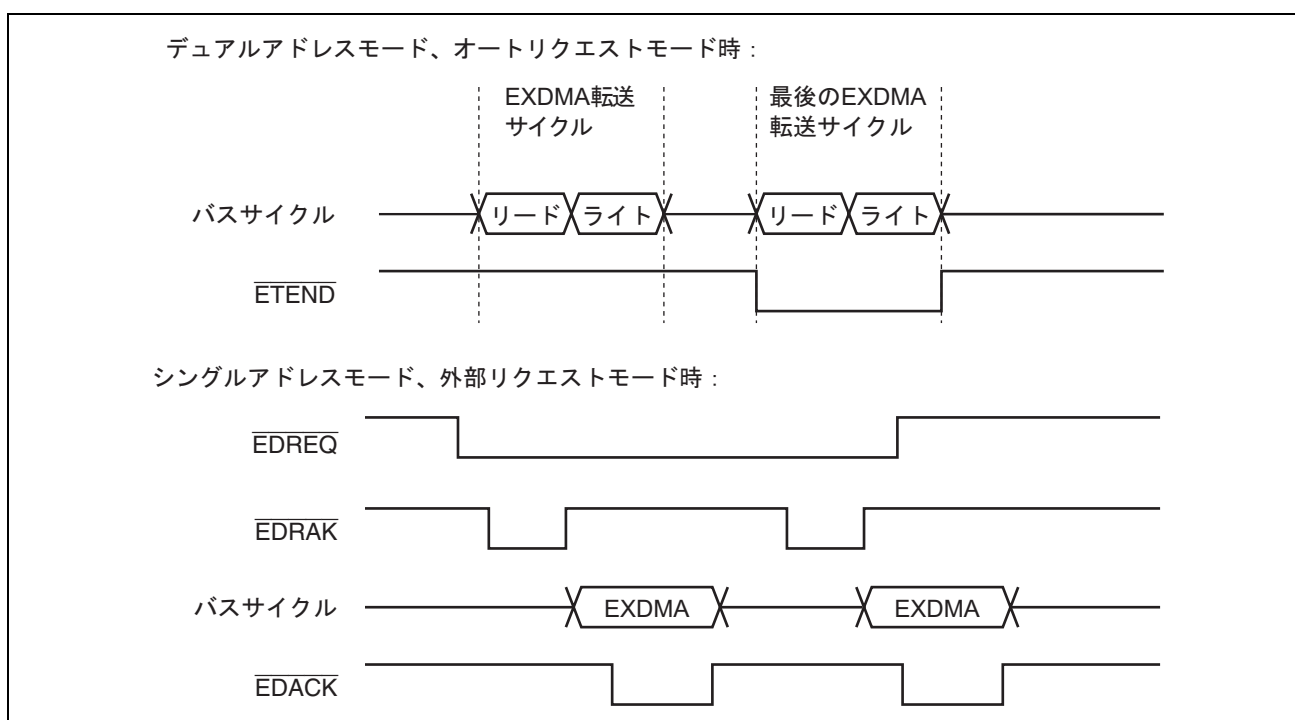 デュアルアドレスモード、オートリクエストモード時：
EXDMA転送
サイクル
最後のEXDMA
転送サイクル
バスサイクル
リード
ライト
リード
ライト
ETEND
シングルアドレスモード、外部リクエストモード時：
EDREQ
EDRAK
バスサイクル
EXDMA
EXDMA
EDACK